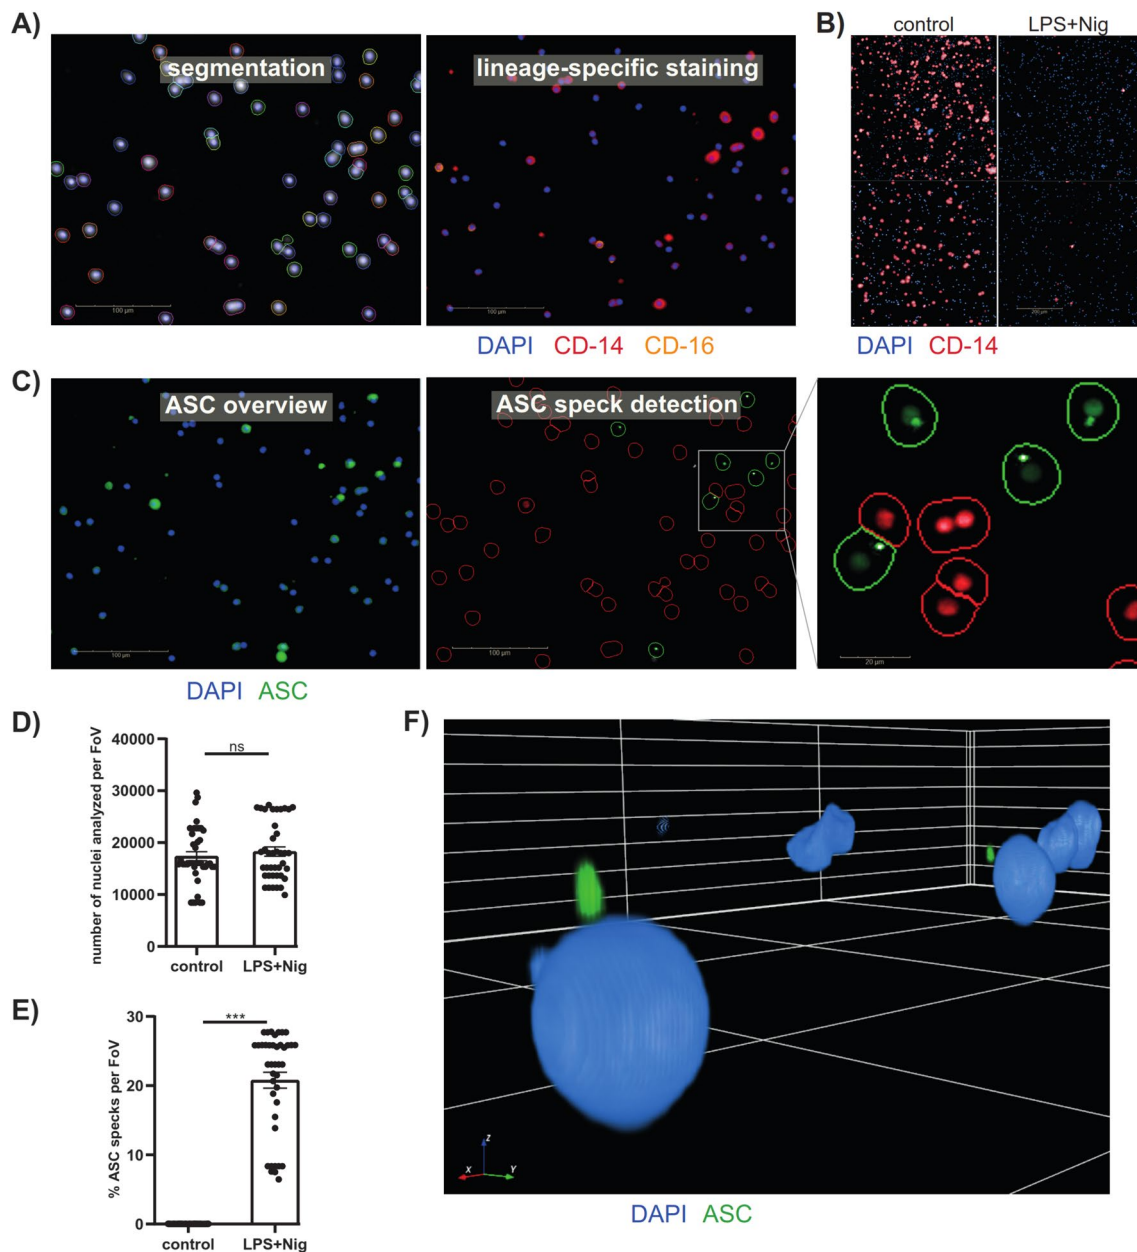 A)
segmentation
100 µm
lineage-specific staining
100 µm
DAPI CD-14 CD-16
B)
control LPS+Nig
200 µm
DAPI CD-14
C)
ASC overview
100 µm
ASC speck detection
100 µm
20 µm
DAPI ASC
D)
number of nuclei analyzed per FoV
40000
30000
20000
10000
0
ns
control LPS+Nig
E)
% ASC specks per FoV
30
20
10
0
***
control LPS+Nig
F)
Z
X
Y
DAPI ASC